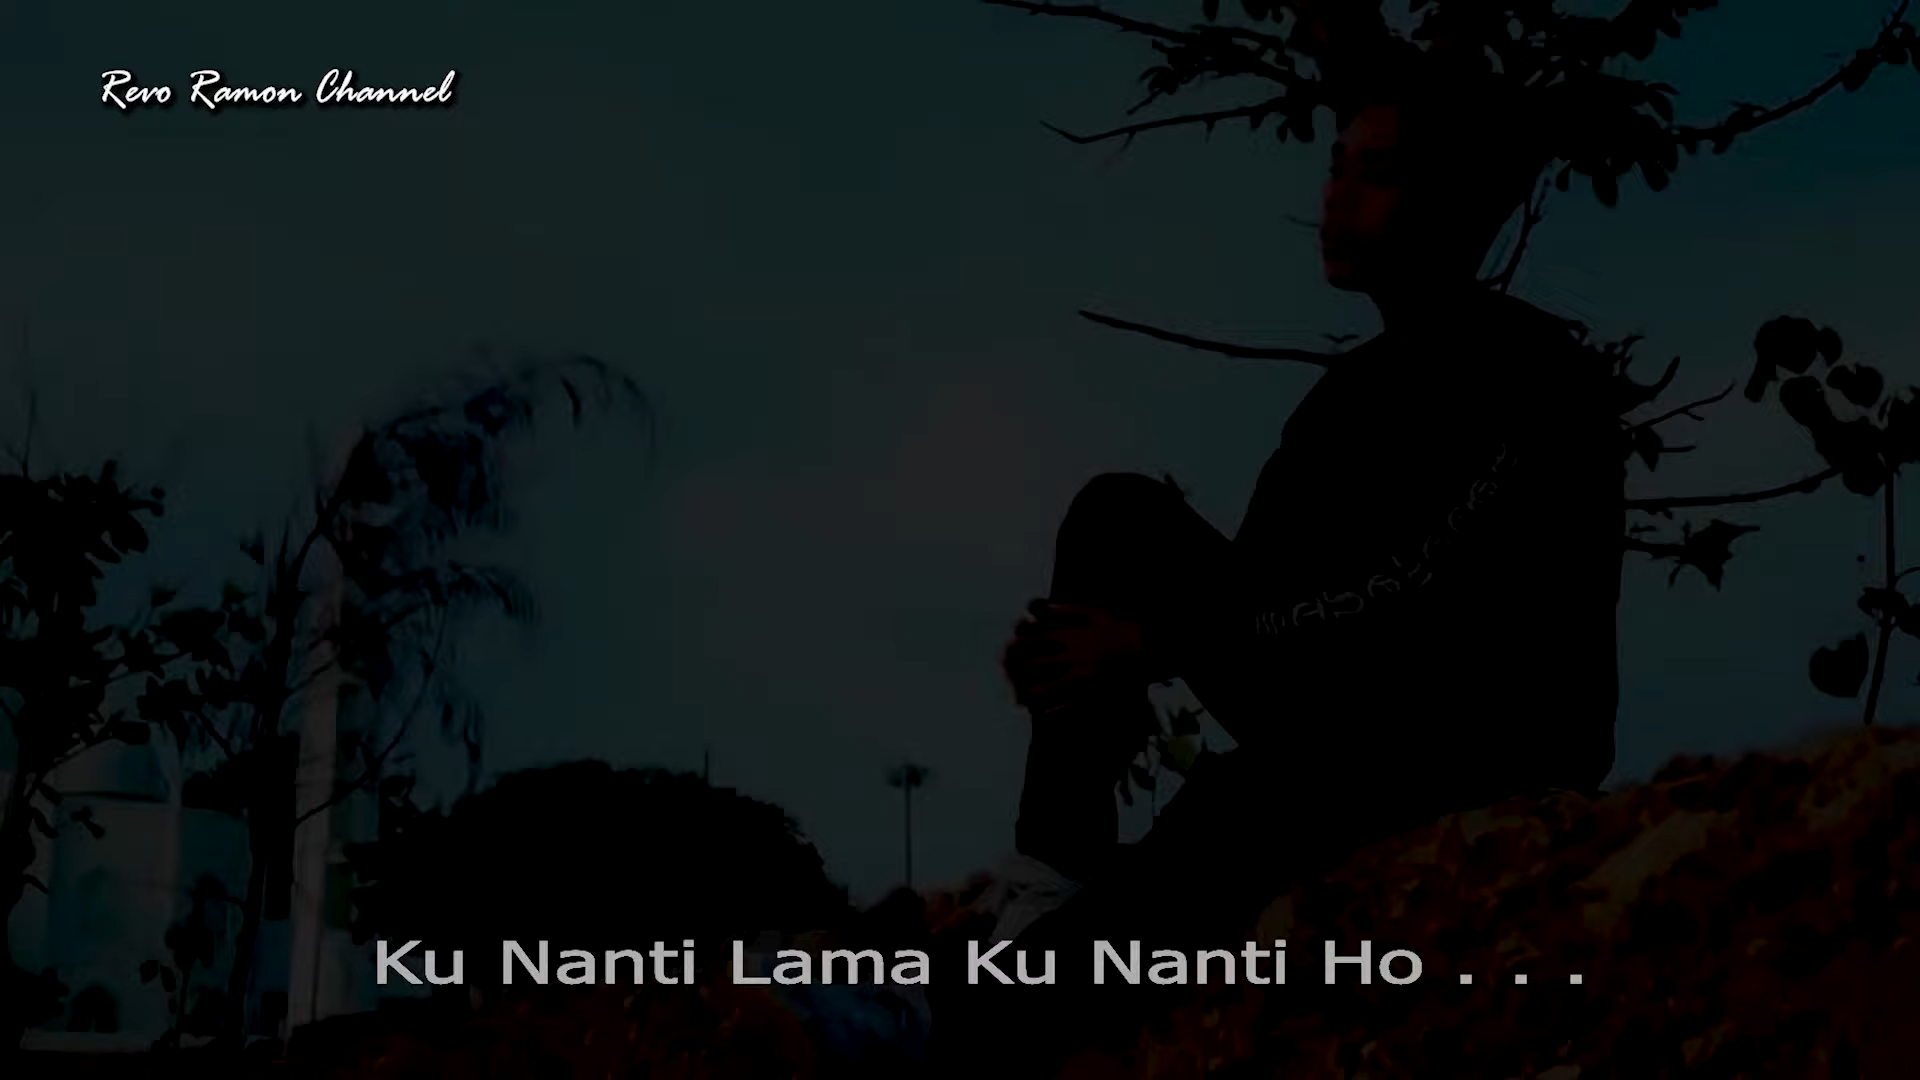 Revo Ramon Channel
Ku Nanti Lama Ku Nanti Ho . . .